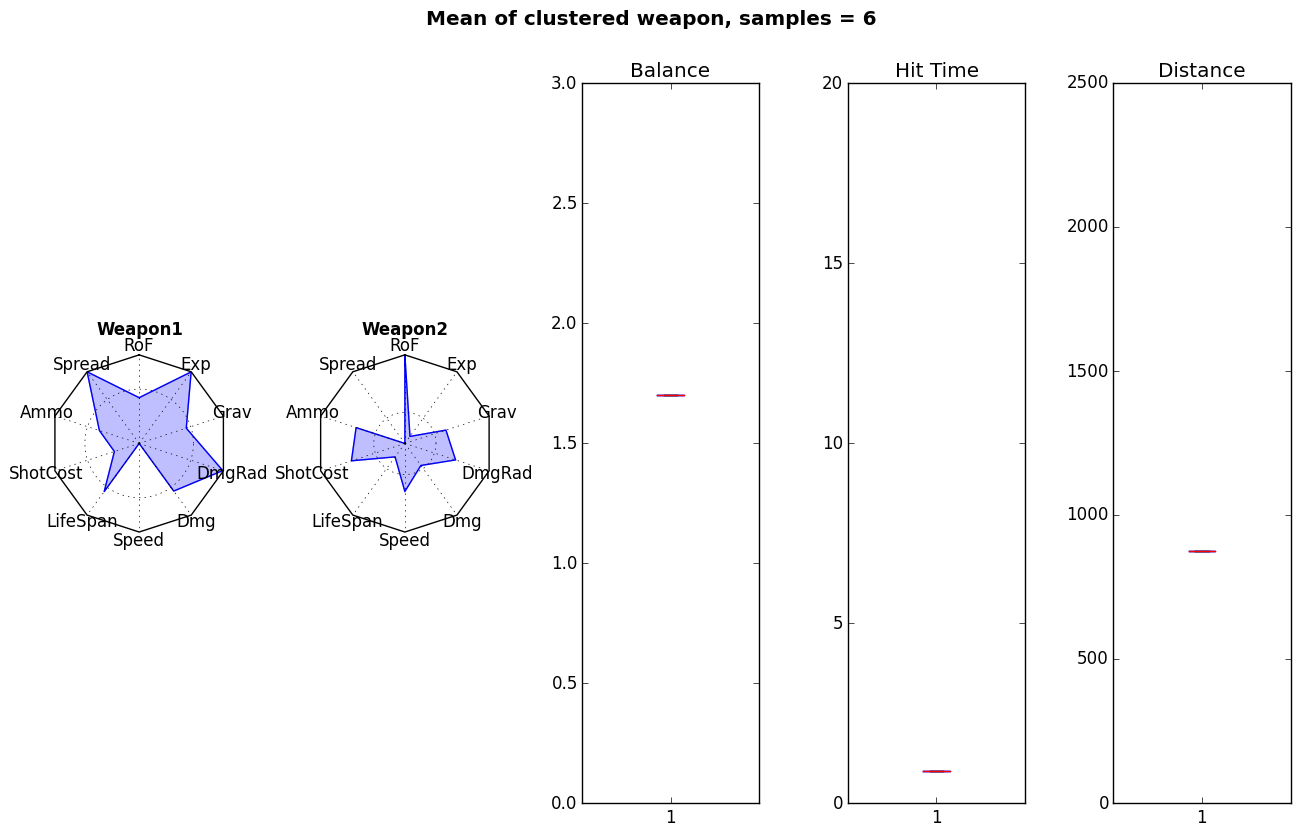 Mean of clustered weapon, samples = 6
Weapon1
RoF
Exp
Spread
Grav
Ammo
DmgRad
ShotCost
Dmg
LifeSpan
Speed
Weapon2
RoF
Exp
Spread
Grav
Ammo
DmgRad
ShotCost
Dmg
LifeSpan
Speed
Balance
3.0
2.5
2.0
1.5
1.0
0.5
0.0
1
Hit Time
20
15
10
5
0
1
Distance
2500
2000
1500
1000
500
0
1